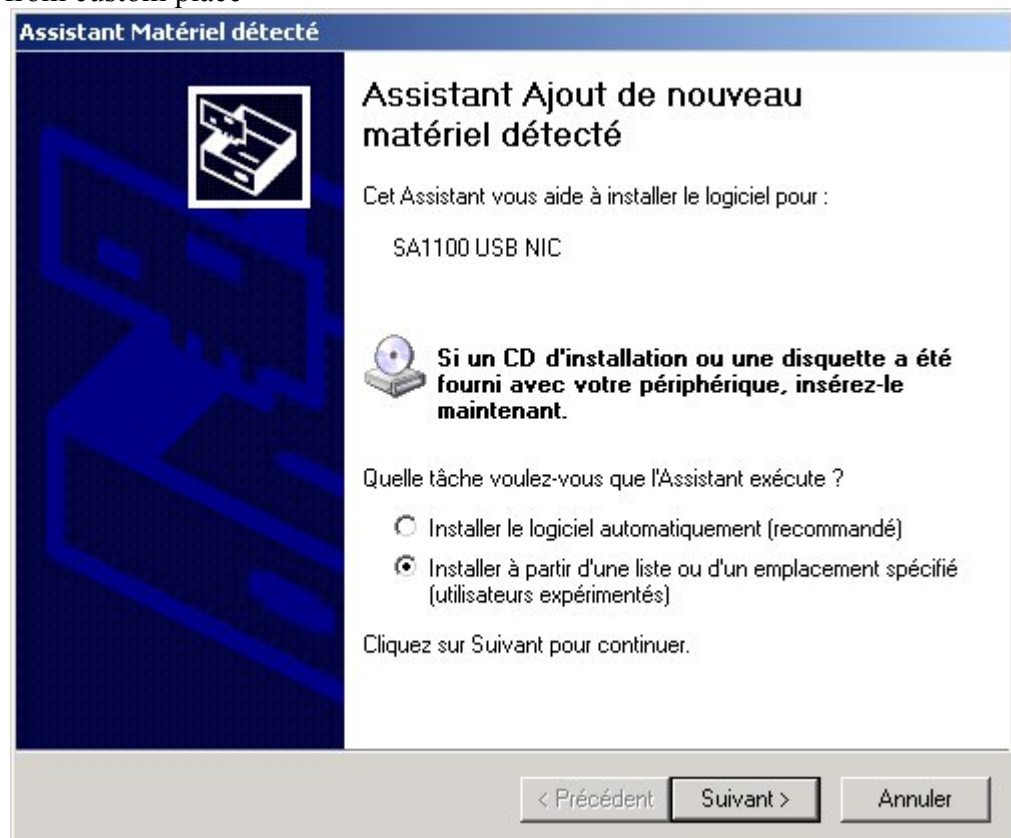 from custom place
Assistant Matériel détecté
Assistant Ajout de nouveau
matériel détecté
Cet Assistant vous aide à installer le logiciel pour :
SA1100 USB NIC
Si un CD d'installation ou une disquette a été
fourni avec votre périphérique, insérez-le
maintenant.
Quelle tâche voulez-vous que l'Assistant exécute ?
Installer le logiciel automatiquement (recommandé)
Installer à partir d'une liste ou d'un emplacement spécifié
(utilisateurs expérimentés)
Cliquez sur Suivant pour continuer.
< Précédent Suivant > Annuler